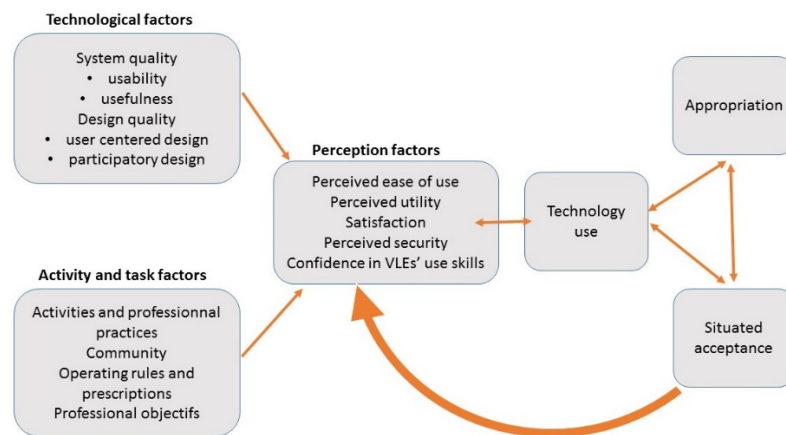 Technological factors
System quality
• usability
• usefulness
Design quality
• user centered design
• participatory design
Activity and task factors
Activities and professionnal
practices
Community
Operating rules and
prescriptions
Professional objectifs
Perception factors
Perceived ease of use
Perceived utility
Satisfaction
Perceived security
Confidence in VLEs' use skills
Technology
use
Appropriation
Situated
acceptance